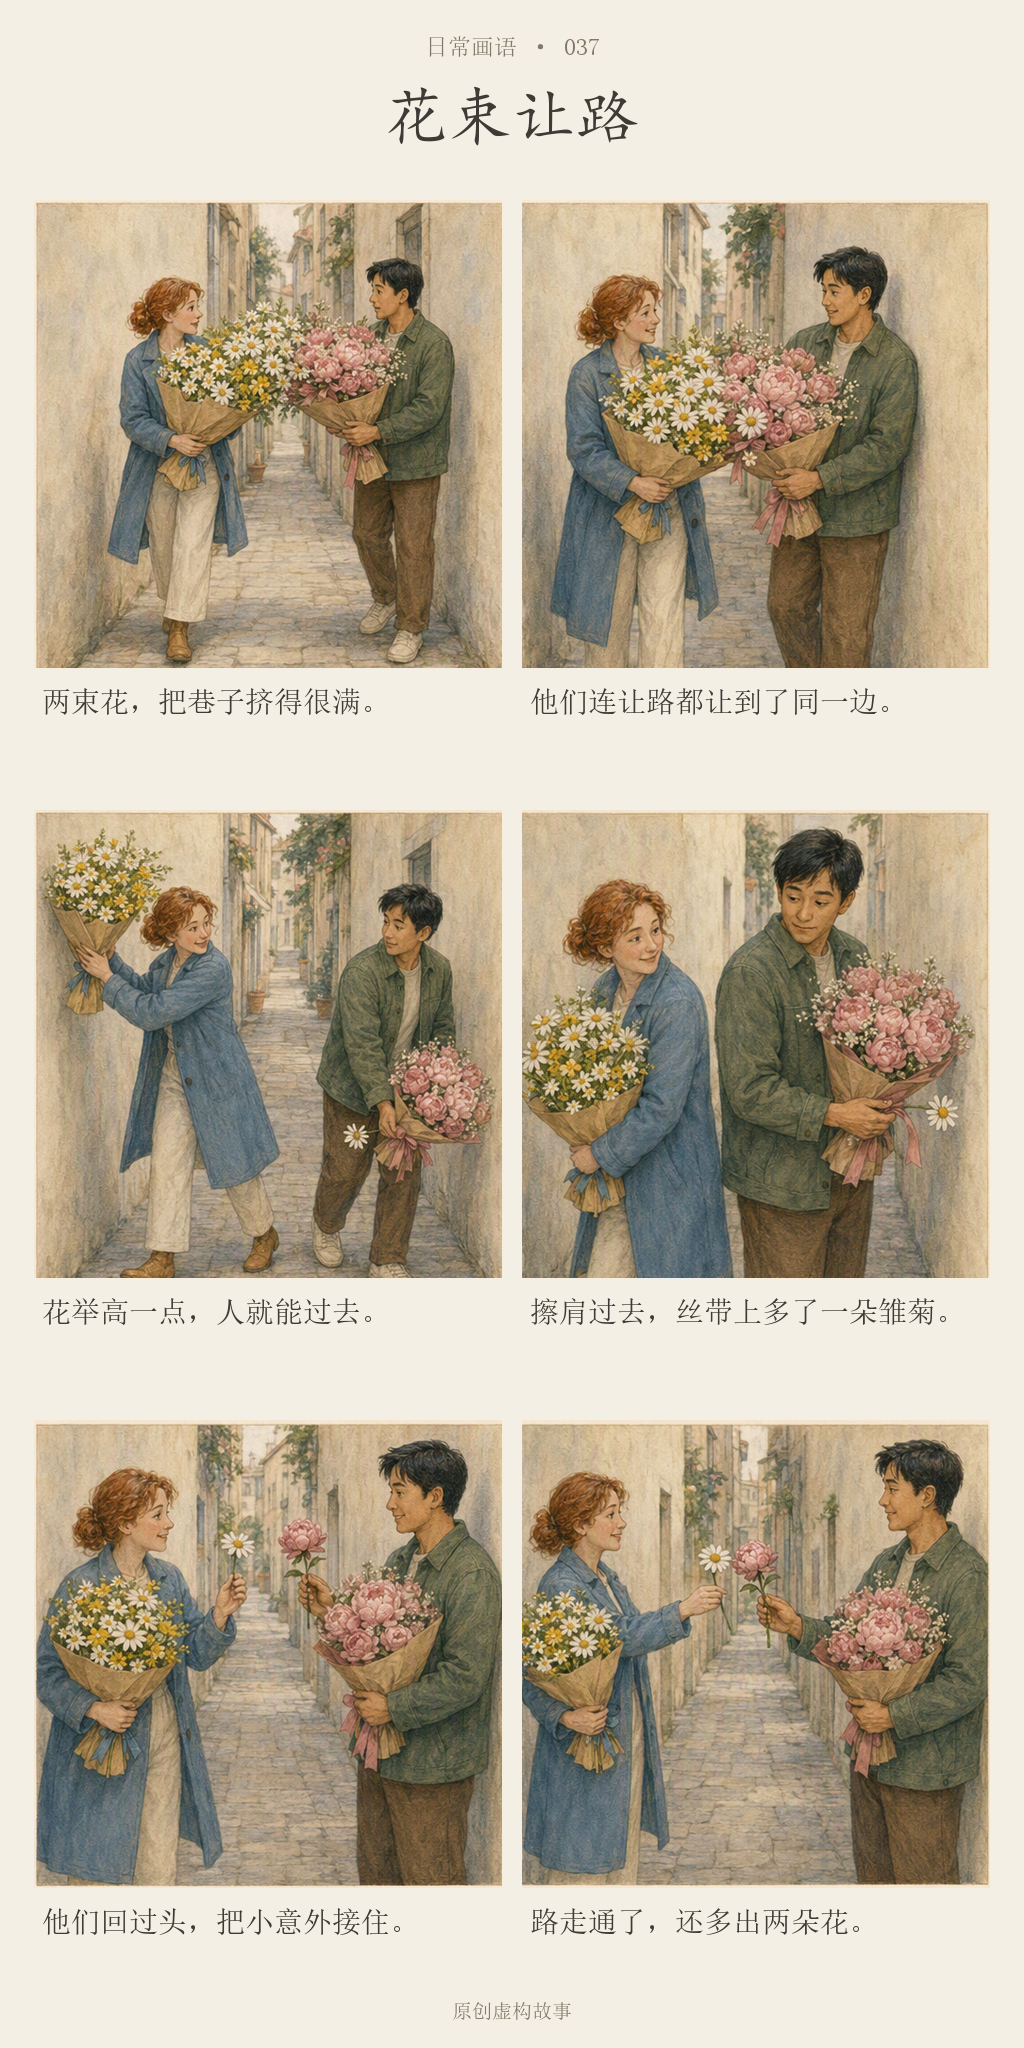 日常画语 • 037
花束让路
两束花，把巷子挤得很满。
他们连让路都让到了同一边。
花举高一点，人就能过去。
擦肩过去，丝带上多了一朵雏菊。
他们回过头，把小意外接住。
路走通了，还多出两朵花。
原创虚构故事